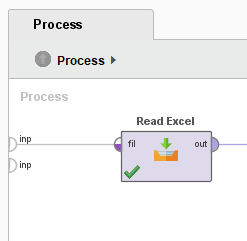 Process
Process
Process
Read Excel
inp
fil
out
inp